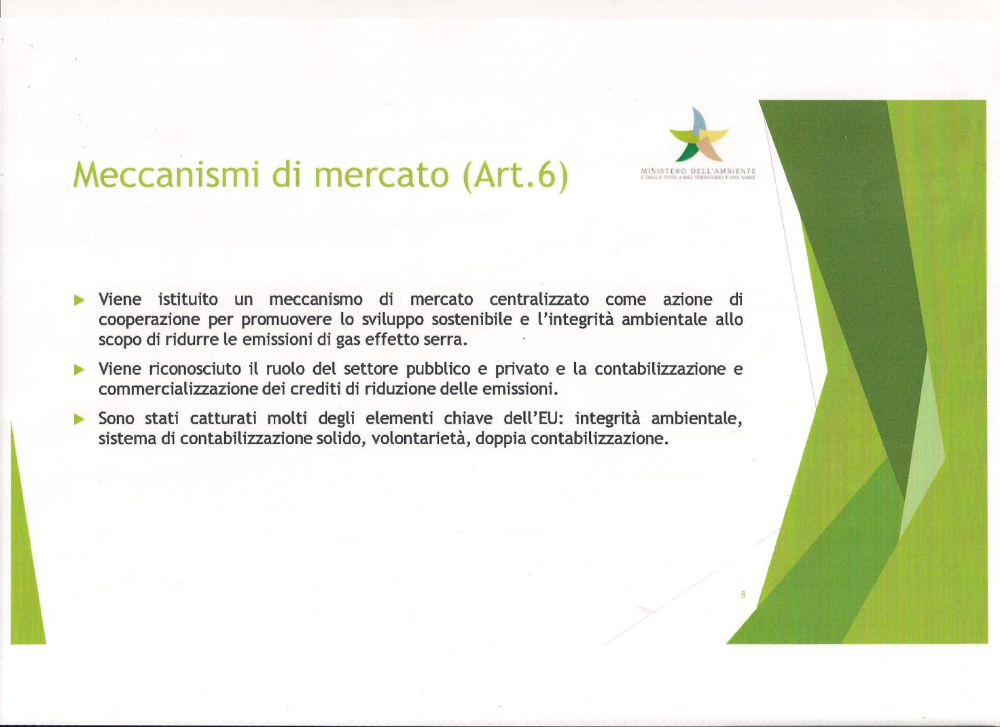 MINISTERO DELL'AMBIENTE
E DELLA TUTELA DEL TERRITORIO E DEL MARE
Meccanismi di mercato (Art.6)
Viene istituito un meccanismo di mercato centralizzato come azione di
cooperazione per promuovere lo sviluppo sostenibile e l'integrità ambientale allo
scopo di ridurre le emissioni di gas effetto serra.
Viene riconosciuto il ruolo del settore pubblico e privato e la contabilizzazione e
commercializzazione dei crediti di riduzione delle emissioni.
Sono stati catturati molti degli elementi chiave dell'EU: integrità ambientale,
sistema di contabilizzazione solido, volontarietà, doppia contabilizzazione.
8